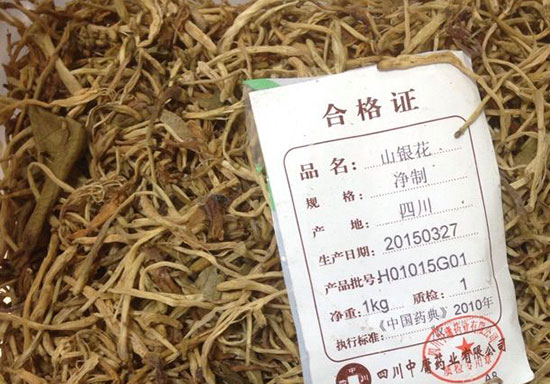 合格证
品名： 山银花
规格： 净制
产地： 四川
生产日期： 20150327
产品批号： H01015G01
净重： 1kg 质检： 1
执行标准： 《中国药典》2010年
四川中庸药业有限公司